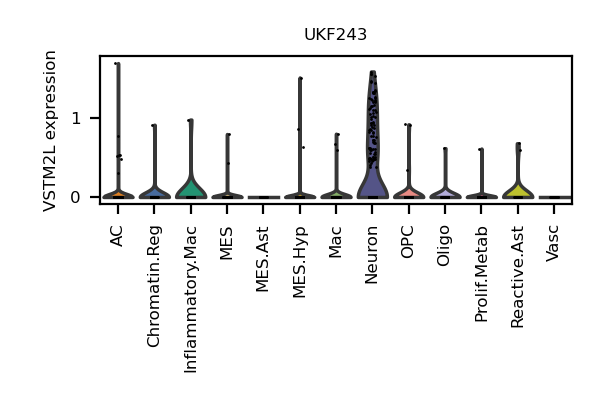 UKF243
VSTM2L expression
1
0
AC
Chromatin.Reg
Inflammatory.Mac
MES
MES.Ast
MES.Hyp
Mac
Neuron
OPC
Oligo
Prolif.Metab
Reactive.Ast
Vasc